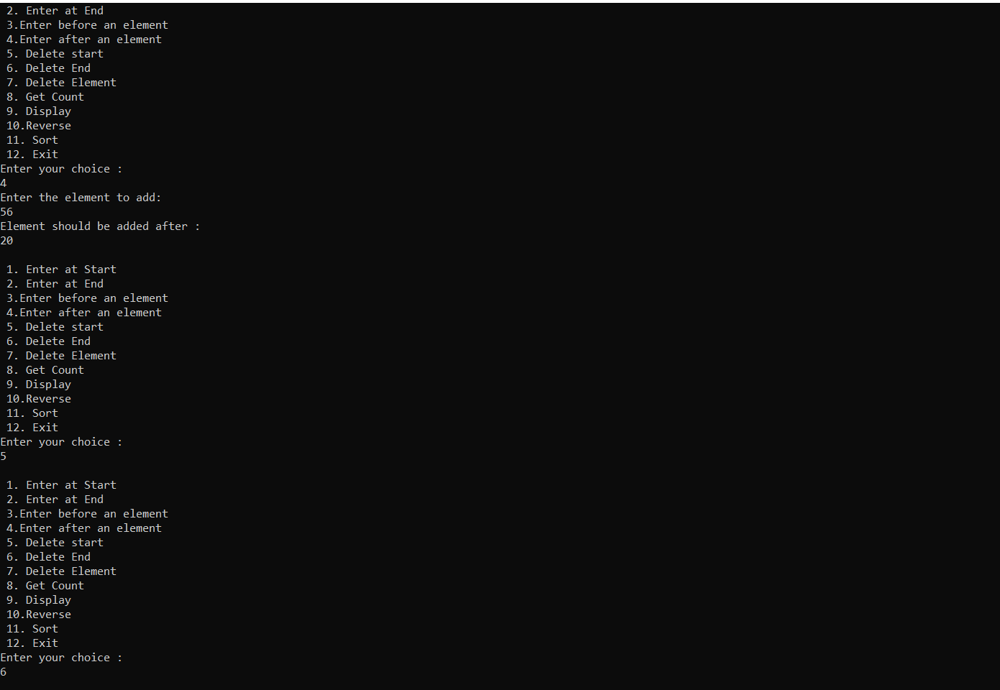 2. Enter at End
3.Enter before an element
4.Enter after an element
5. Delete start
6. Delete End
7. Delete Element
8. Get Count
9. Display
10.Reverse
11. Sort
12. Exit
Enter your choice :
4
Enter the element to add:
56
Element should be added after :
20
1. Enter at Start
2. Enter at End
3.Enter before an element
4.Enter after an element
5. Delete start
6. Delete End
7. Delete Element
8. Get Count
9. Display
10.Reverse
11. Sort
12. Exit
Enter your choice :
5
1. Enter at Start
2. Enter at End
3.Enter before an element
4.Enter after an element
5. Delete start
6. Delete End
7. Delete Element
8. Get Count
9. Display
10.Reverse
11. Sort
12. Exit
Enter your choice :
6